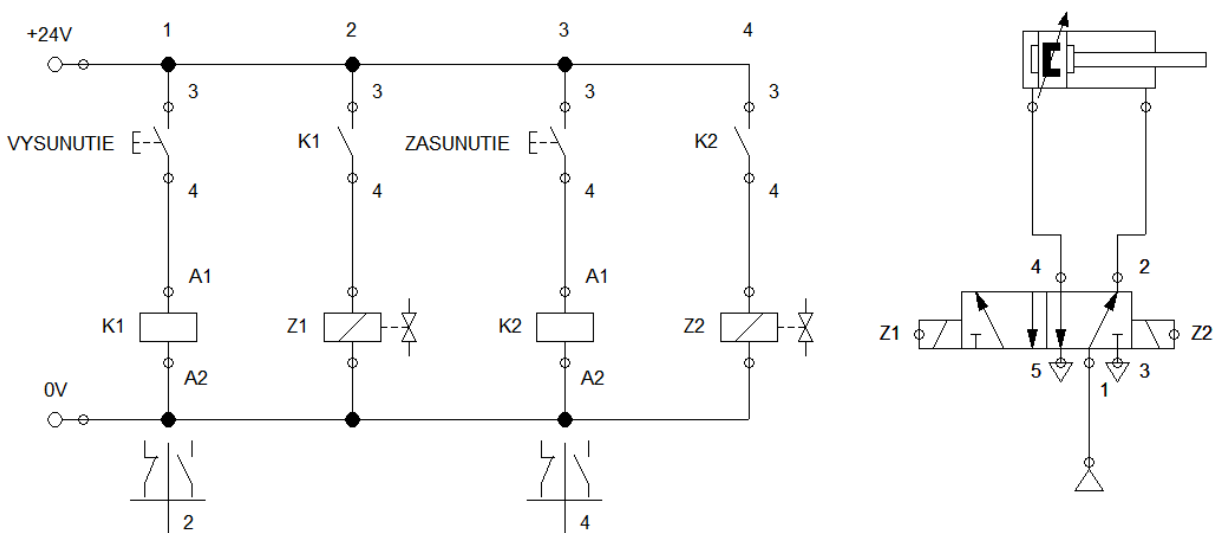 1 2 3 4
+24V
3 3 3 3
VYSUNUTIE K1 ZASUNUTIE K2
4 4 4 4
A1 A1
K1 Z1 K2 Z2
A2 A2
0V
2 4
4 2
Z1 Z2
5 1 3